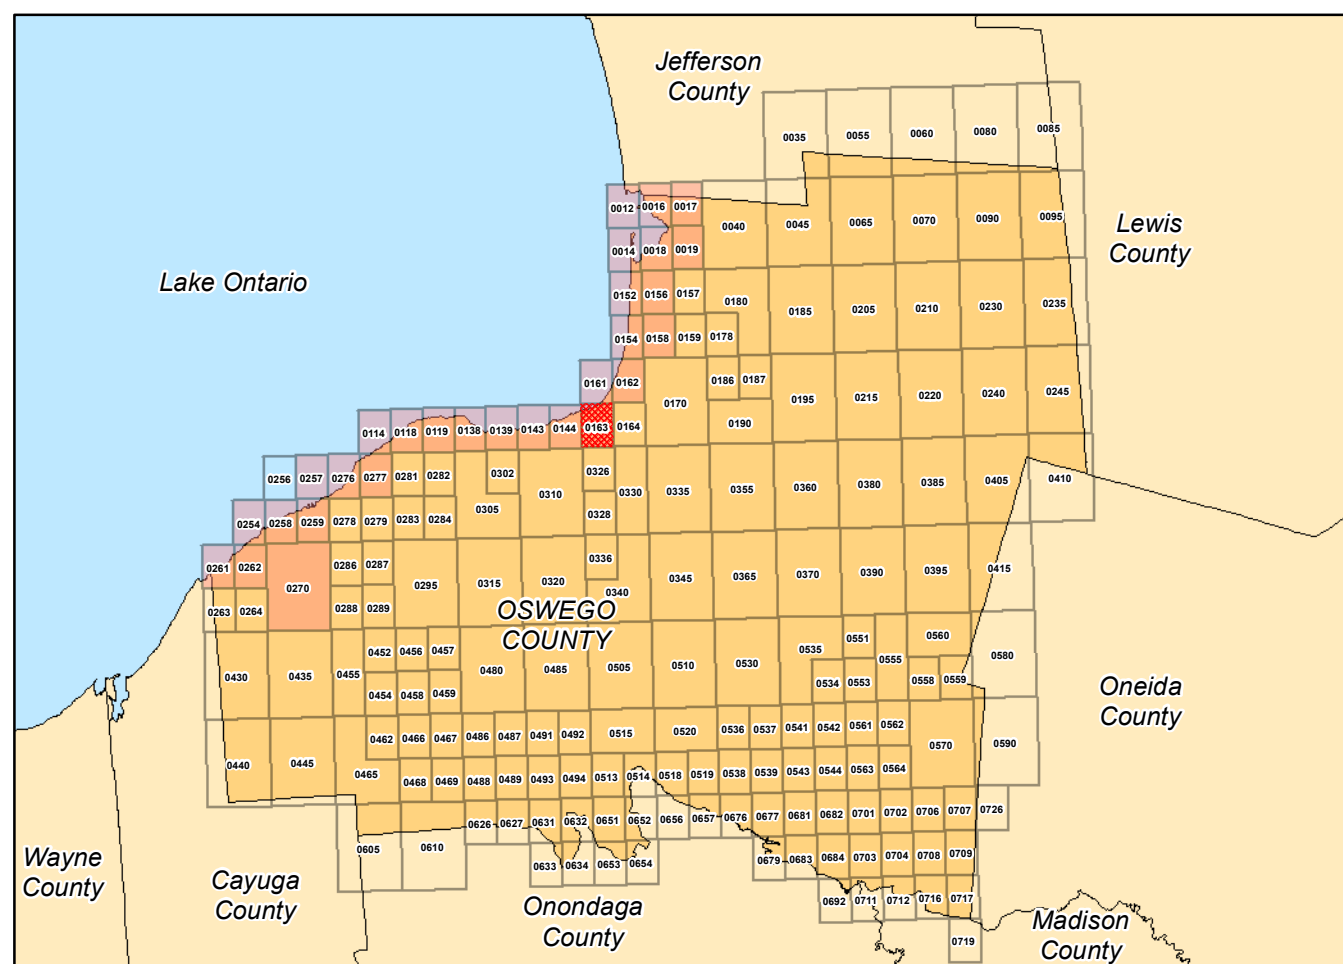 Jefferson
County
0035 0055 0060 0080 0085
0012 0016 0017
0040 0045 0065 0070 0090 0095
Lewis
County
0014 0018 0019
Lake Ontario
0152 0156 0157 0180 0185 0205 0210 0230 0235
0154 0158 0159 0178
0161 0162 0186 0187
0170 0195 0215 0220 0240 0245
0114 0118 0119 0138 0139 0143 0144 0163 0164 0190
0256 0257 0276 0277 0281 0282 0302 0326
0310 0330 0335 0355 0360 0380 0385 0405 0410
0254 0258 0259 0278 0279 0283 0284 0305 0328
0261 0262 0286 0287 0336
0270 0295 0315 0320 0340 0345 0365 0370 0390 0395 0415
0263 0264 0288 0289
OSWEGO
COUNTY
0452 0456 0457 0551 0560
0430 0435 0455 0480 0485 0505 0510 0530 0535 0555 0580
0454 0458 0459 0534 0553 0558 0559
Oneida
County
0462 0466 0467 0486 0487 0491 0492 0515 0520 0536 0537 0541 0542 0561 0562 0570 0590
0440 0445 0465 0468 0469 0488 0489 0493 0494 0513 0514 0518 0519 0538 0539 0543 0544 0563 0564
0626 0627 0631 0632 0651 0652 0656 0657 0676 0677 0681 0682 0701 0702 0706 0707 0726
0605 0610
0633 0634 0653 0654 0679 0683 0684 0703 0704 0708 0709
Wayne
County
Cayuga
County
Onondaga
County
0692 0711 0712 0716 0717
Madison
County
0719